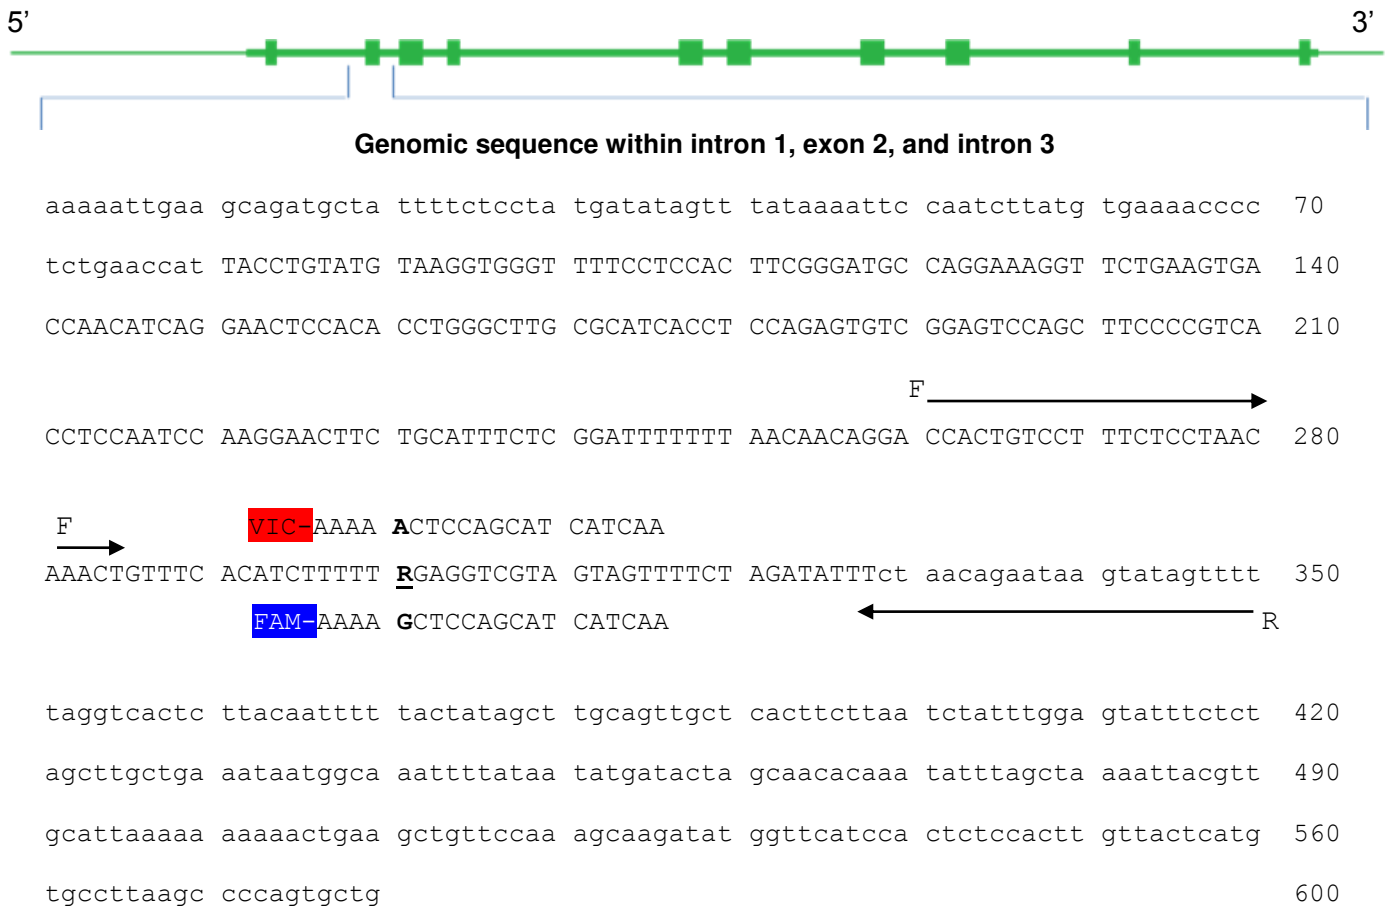 5’ 3’
Genomic sequence within intron 1, exon 2, and intron 3
aaaaattgaa gcagatgcta ttttctccta tgatatagtt tataaaattc caatcttatg tgaaaacccc 70
tctgaaccat TACCTGTATG TAAGGTGGGT TTTCCTCCAC TTCGGGATGC CAGGAAAGGT TCTGAAGTGA 140
CCAACATCAG GAACTCCACA CCTGGGCTTG CGCATCACCT CCAGAGTGTC GGAGTCCAGC TTCCCCGTCA 210
F
CCTCCAATCC AAGGAACTTC TGCATTTCTC GGATTTTTTT AACAACAGGA CCACTGTCCT TTCTCCTAAC 280
F VIC-AAAA ACTCCAGCAT CATCAA
AAACTGTTTC ACATCTTTTT RGAGGTCGTA GTAGTTTTCT AGATATTTct aacagaataa gtatagtttt 350
FAM-AAAA GCTCCAGCAT CATCAA R
taggtcactc ttacaatttt tactatagct tgcagttgct cacttcttaa tctatttgga gtatttctct 420
agcttgctga aataatggca aattttataa tatgatacta gcaacacaaa tatttagcta aaattacgtt 490
gcattaaaaa aaaaactgaa gctgttccaa agcaagatat ggttcatcca ctctccactt gttactcatg 560
tgccttaagc cccagtgctg 600